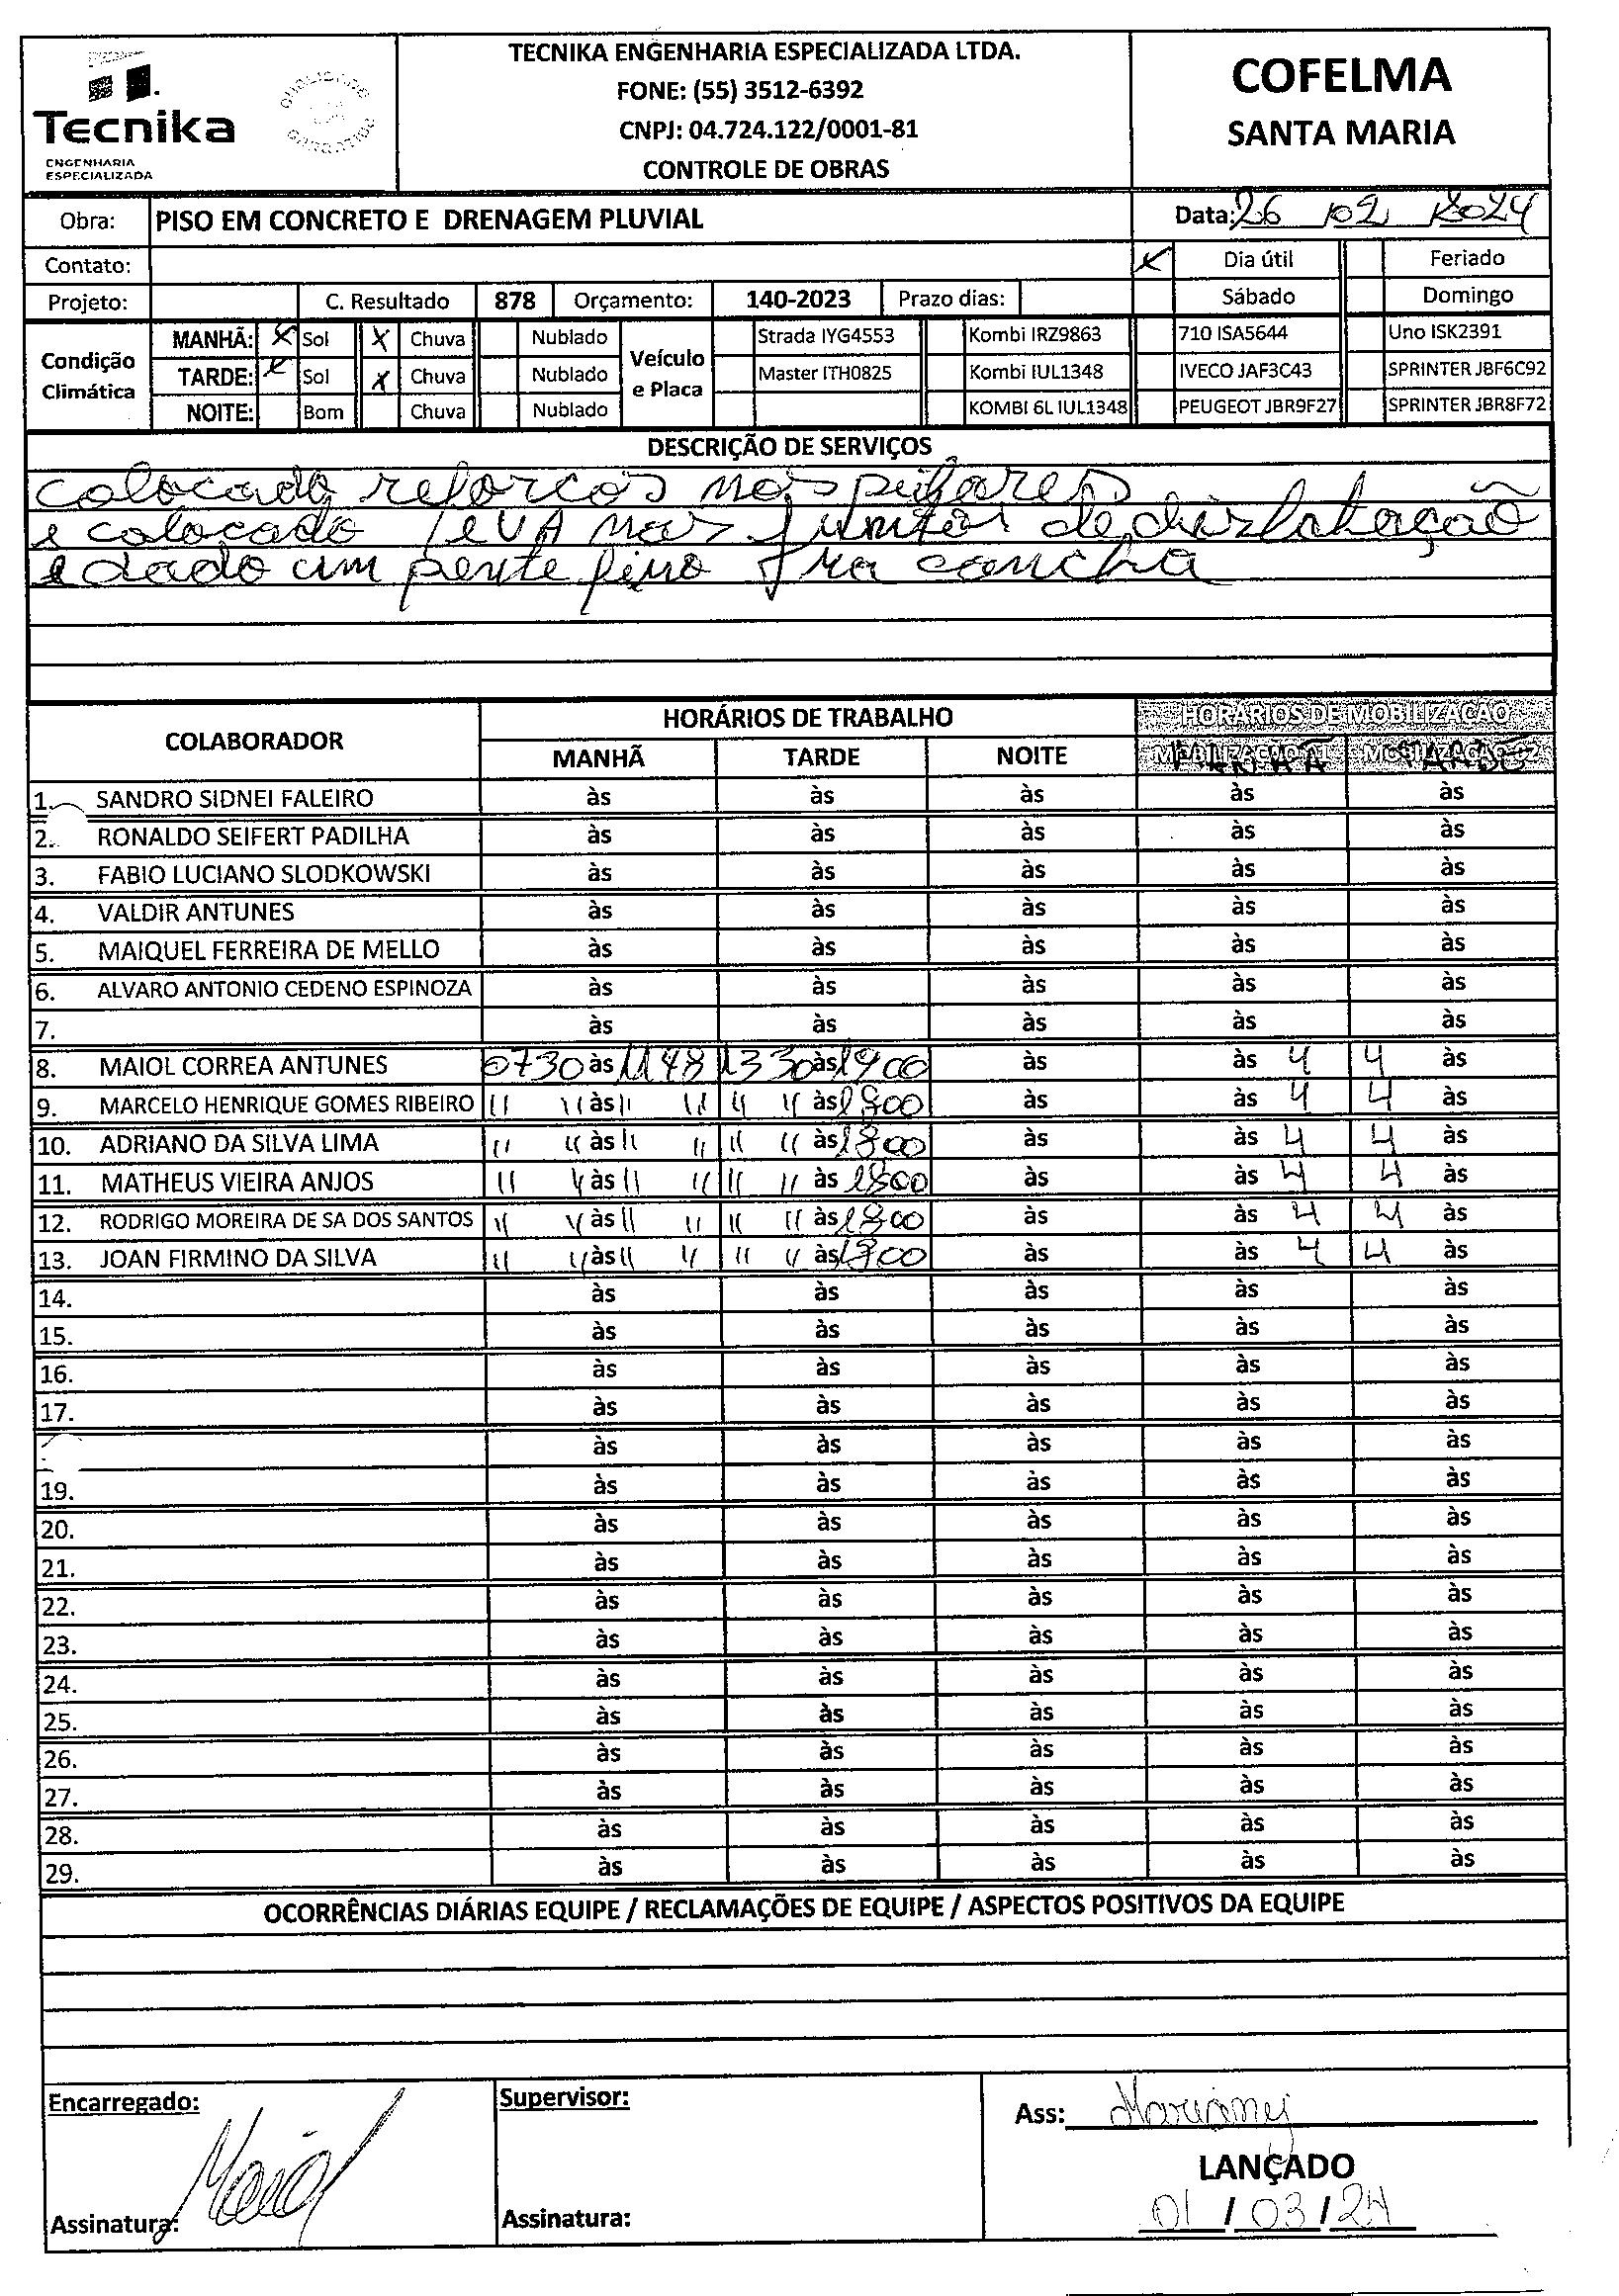 Tecnika
ENGENHARIA
ESPECIALIZADA
TECNIKA ENGENHARIA ESPECIALIZADA LTDA.
FONE: (55) 3512-6392
CNPJ: 04.724.122/0001-81
CONTROLE DE OBRAS
COFELMA
SANTA MARIA
Obra: PISO EM CONCRETO E DRENAGEM PLUVIAL Data: 26 / 02 / 2024
Contato: X Dia útil Feriado
Projeto: C. Resultado 878 Orçamento: 140-2023 Prazo dias: Sábado Domingo
Condição Climática
MANHÃ: X Sol X Chuva Nublado
TARDE: X Sol X Chuva Nublado
NOITE: Bom Chuva Nublado
Veículo e Placa
Strada IYG4553 Kombi IRZ9863 710 ISA5644 Uno ISK2391
Master ITH0825 Kombi IUL1348 IVECO JAF3C43 SPRINTER JBF6C92
KOMBI 6L IUL1348 PEUGEOT JBR9F27 SPRINTER JBR8F72
DESCRIÇÃO DE SERVIÇOS
colocado reforços nos pilares
e colocado EVA nas juntas de dislatação
e dado um pente fino na cancha
COLABORADOR HORÁRIOS DE TRABALHO HORÁRIOS DE MOBILIZAÇÃO
MANHÃ TARDE NOITE MANHÃ TARDE
1. SANDRO SIDNEI FALEIRO às às às às às
2. RONALDO SEIFERT PADILHA às às às às às
3. FABIO LUCIANO SLODKOWSKI às às às às às
4. VALDIR ANTUNES às às às às às
5. MAIQUEL FERREIRA DE MELLO às às às às às
6. ALVARO ANTONIO CEDENO ESPINOZA às às às às às
7. às às às às às
8. MAIOL CORREA ANTUNES 0730 às 1148 1330 às 1900 às às 4 4 às
9. MARCELO HENRIQUE GOMES RIBEIRO " " às " " " " às 1800 às às 4 4 às
10. ADRIANO DA SILVA LIMA " " às " " " " às 1800 às às 4 4 às
11. MATHEUS VIEIRA ANJOS " " às " " " " às 1800 às às 4 4 às
12. RODRIGO MOREIRA DE SA DOS SANTOS " " às " " " " às 1800 às às 4 4 às
13. JOAN FIRMINO DA SILVA " " às " " " " às 1800 às às 4 4 às
14. às às às às às
15. às às às às às
16. às às às às às
17. às às às às às
às às às às às
19. às às às às às
20. às às às às às
21. às às às às às
22. às às às às às
23. às às às às às
24. às às às às às
25. às às às às às
26. às às às às às
27. às às às às às
28. às às às às às
29. às às às às às
OCORRÊNCIAS DIÁRIAS EQUIPE / RECLAMAÇÕES DE EQUIPE / ASPECTOS POSITIVOS DA EQUIPE
Encarregado: Supervisor: Ass:
Maiol
LANÇADO
Assinatura: Assinatura: 01 / 03 / 24